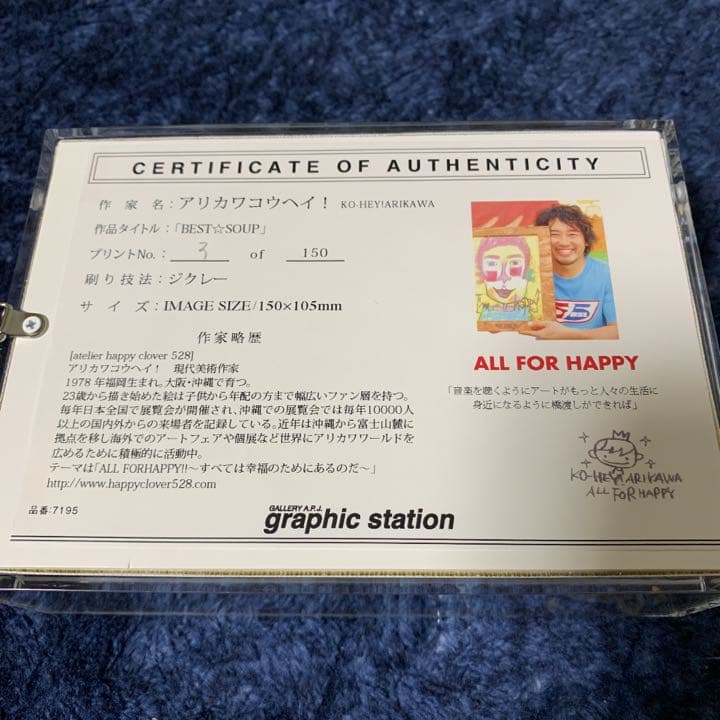 CERTIFICATE OF AUTHENTICITY
作家名：アリカワコウヘイ！ KO-HEY!ARIKAWA
作品タイトル：「BEST☆SOUP」
プリントNo.： 3 of 150
刷り技法：ジクレー
サイズ：IMAGE SIZE/150×105mm
作家略歴
[atelier happy clover 528]
アリカワコウヘイ！ 現代美術作家
1978年福岡生まれ。大阪・沖縄で育つ。
23歳から描き始めた絵は子供から年配の方まで幅広いファン層を持つ。
毎年日本全国で展覧会が開催され、沖縄での展覧会では毎年10000人
以上の国内外からの来場者を記録している。近年は沖縄から富士山麓に
拠点を移し海外でのアートフェアや個展など世界にアリカワワールドを
広めるために積極的に活動中。
テーマは「ALL FORHAPPY!!～すべては幸福のためにあるのだ～」
http://www.happyclover528.com
品番：7195
GALLERY A.P.J.
graphic station
ALL FOR HAPPY
「音楽を聴くようにアートがもっと人々の生活に
身近になるように橋渡しができれば」
KO-HEY!ARIKAWA
ALL FOR HAPPY